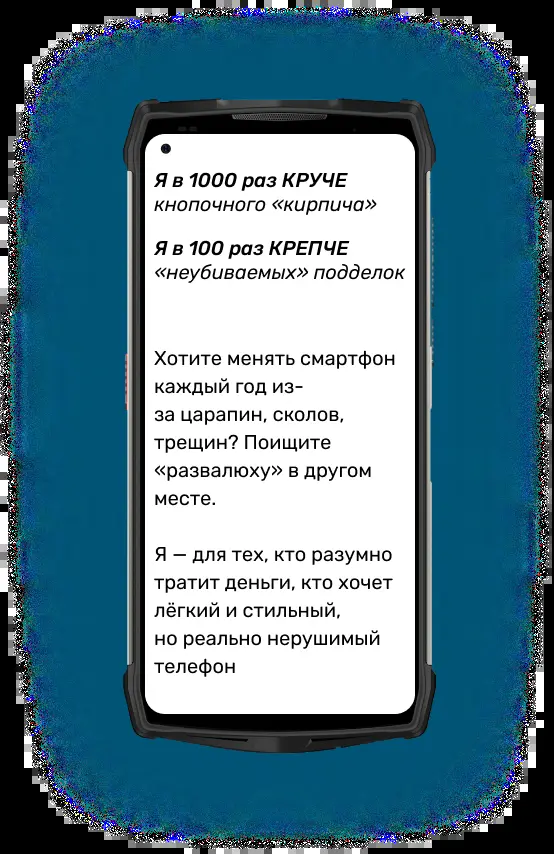 Я в 1000 раз КРУЧЕ
кнопочного «кирпича»
Я в 100 раз КРЕПЧЕ
«неубиваемых» подделок
Хотите менять смартфон
каждый год из-
за царапин, сколов,
трещин? Поищите
«развалюху» в другом
месте.
Я — для тех, кто разумно
тратит деньги, кто хочет
лёгкий и стильный,
но реально нерушимый
телефон